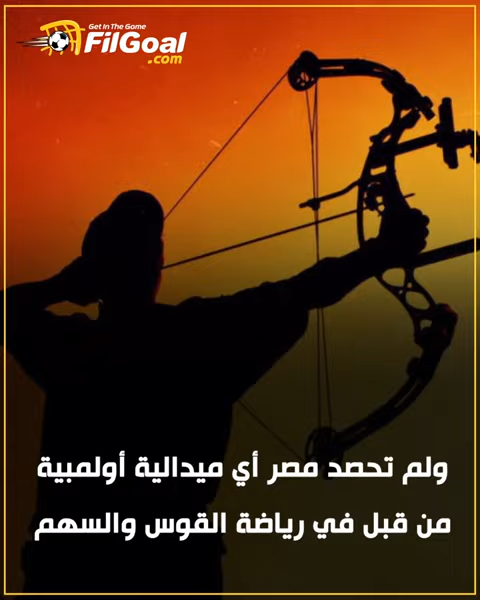 Get In The Game
FilGoal
.com
ولم تحصد مصر أي ميدالية أولمبية
من قبل في رياضة القوس والسهم